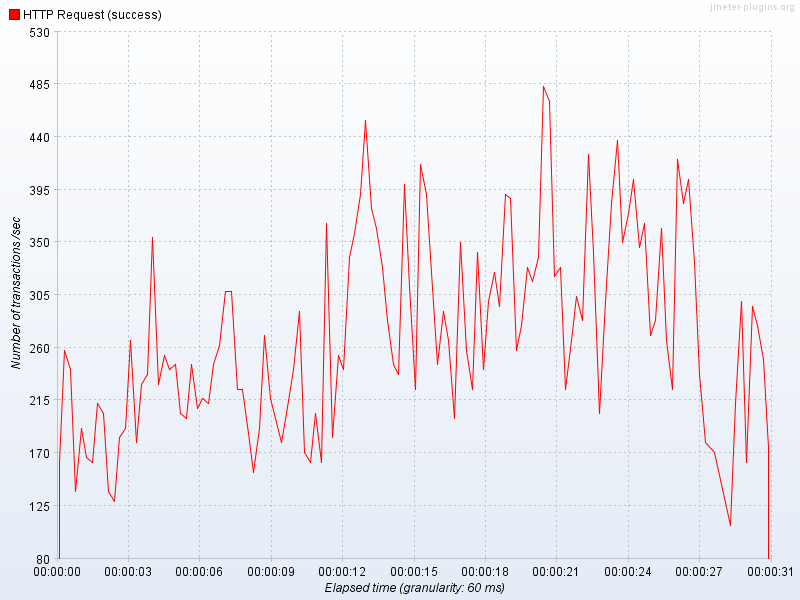 jmeter-plugins.org
HTTP Request (success)
530
485
440
395
350
305
260
215
170
125
80
Number of transactions /sec
00:00:00 00:00:03 00:00:06 00:00:09 00:00:12 00:00:15 00:00:18 00:00:21 00:00:24 00:00:27 00:00:31
Elapsed time (granularity: 60 ms)